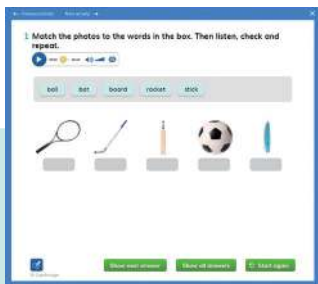 1 Match the photos to the words in the box. Then listen, check and
repeat.
ball bat board racket stick
Show next answer Show all answers Start again